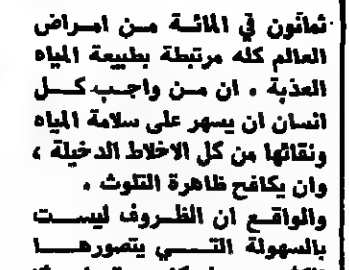 ثمانون في المائة من امراض
العالم كله مرتبطة بطبيعة المياه
العذبة . ان من واجب كل
انسان ان يسهر على سلامة المياه
ونقائها من كل الاخلاط الدخيلة ،
وان يكافح ظاهرة التلوث .
والواقع ان الظروف ليست
بالسهولة التي يتصورها